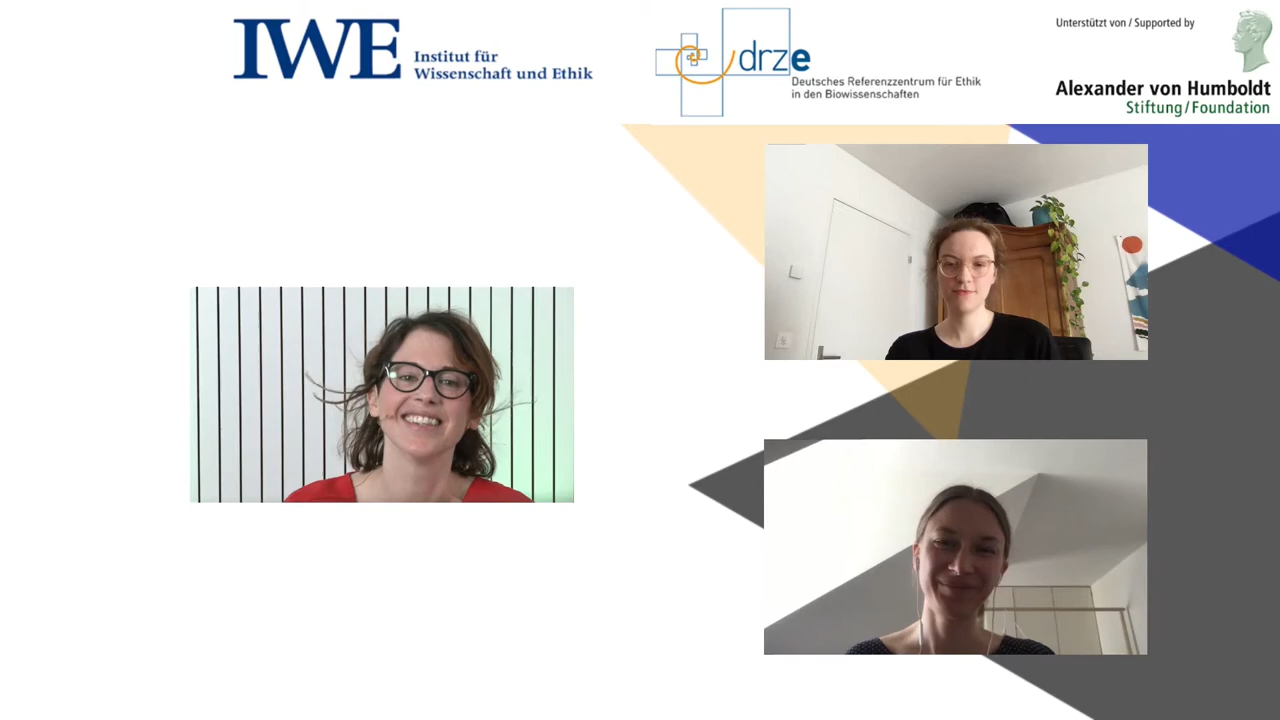 IWE
Institut für
Wissenschaft und Ethik
drze
Deutsches Referenzzentrum für Ethik
in den Biowissenschaften
Unterstützt von / Supported by
Alexander von Humboldt
Stiftung/Foundation